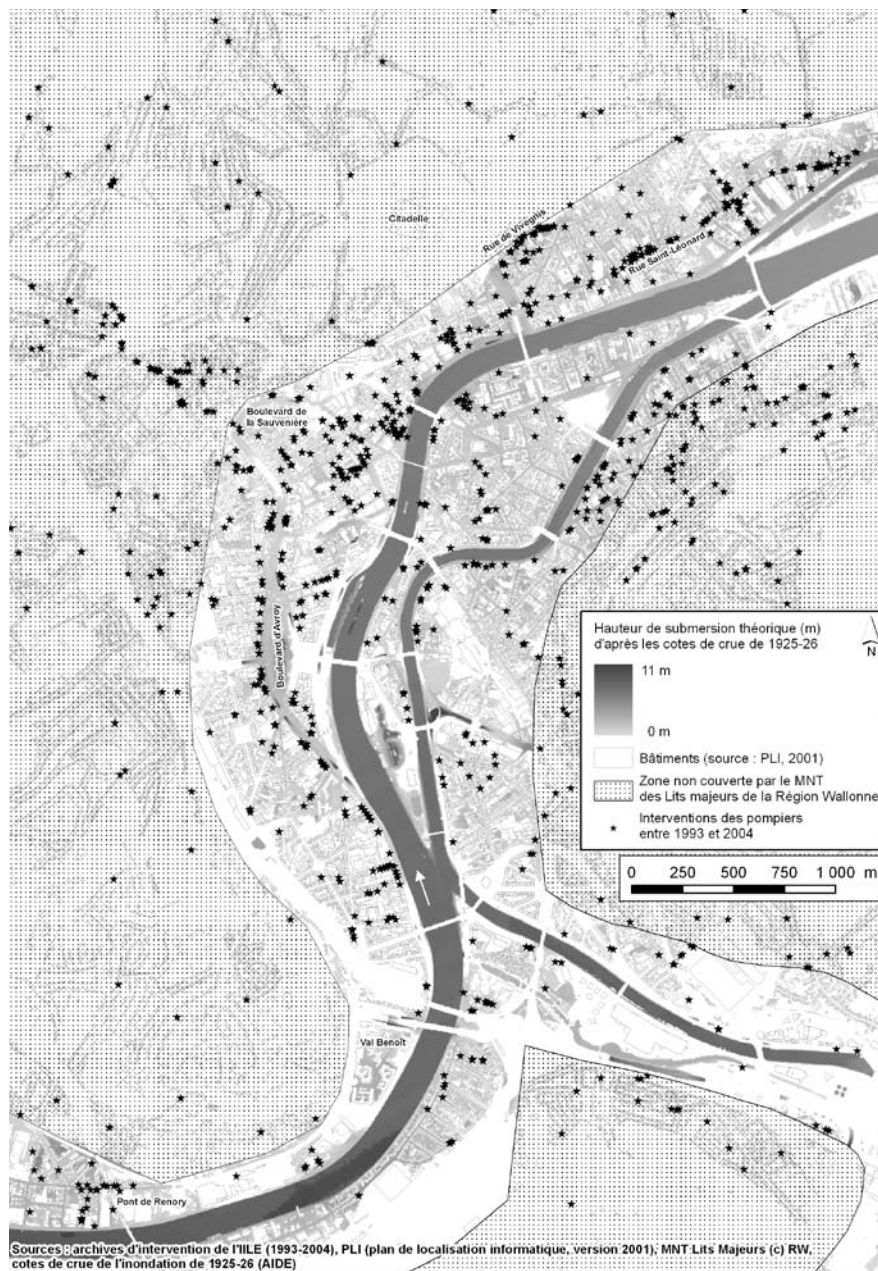 Citadelle
Rue de Vivegnis
Rue Saint-Léonard
Boulevard de
la Sauvenière
Boulevard d'Avroy
Hauteur de submersion théorique (m)
d'après les cotes de crue de 1925-26
N
11 m
0 m
Bâtiments (source : PLI, 2001)
Zone non couverte par le MNT
des Lits majeurs de la Région Wallonne
Interventions des pompiers
entre 1993 et 2004
0 250 500 750 1 000 m
Val Benoît
Pont de Renory
Sources : archives d'intervention de l'IILE (1993-2004), PLI (plan de localisation informatique, version 2001), MNT Lits Majeurs (c) RW,
cotes de crue de l'inondation de 1925-26 (AIDE)